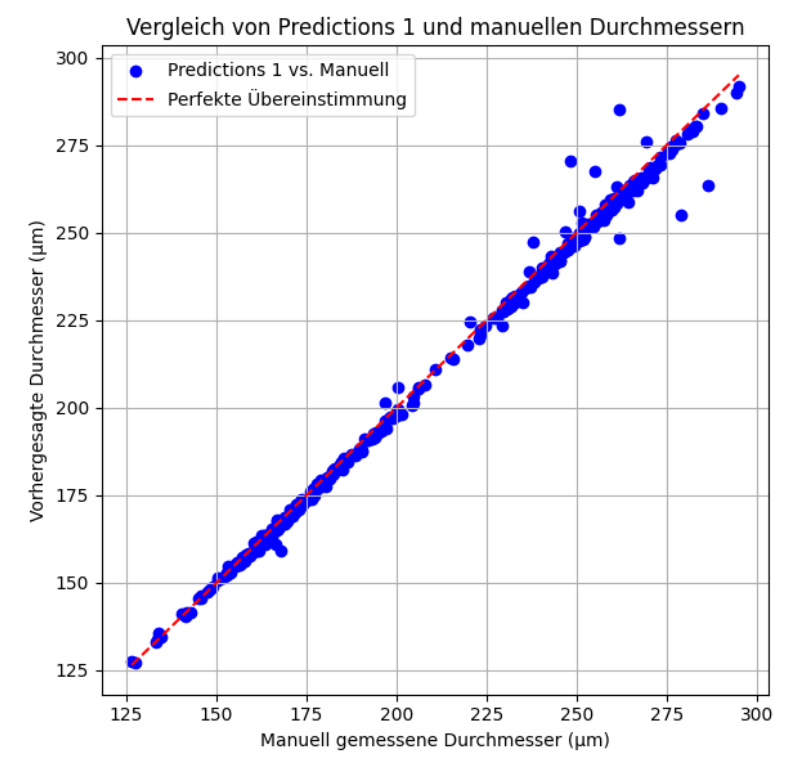 Vergleich von Predictions 1 und manuellen Durchmessern
Predictions 1 vs. Manuell
Perfekte Übereinstimmung
Vorhergesagte Durchmesser (µm)
300
275
250
225
200
175
150
125
125 150 175 200 225 250 275 300
Manuell gemessene Durchmesser (µm)